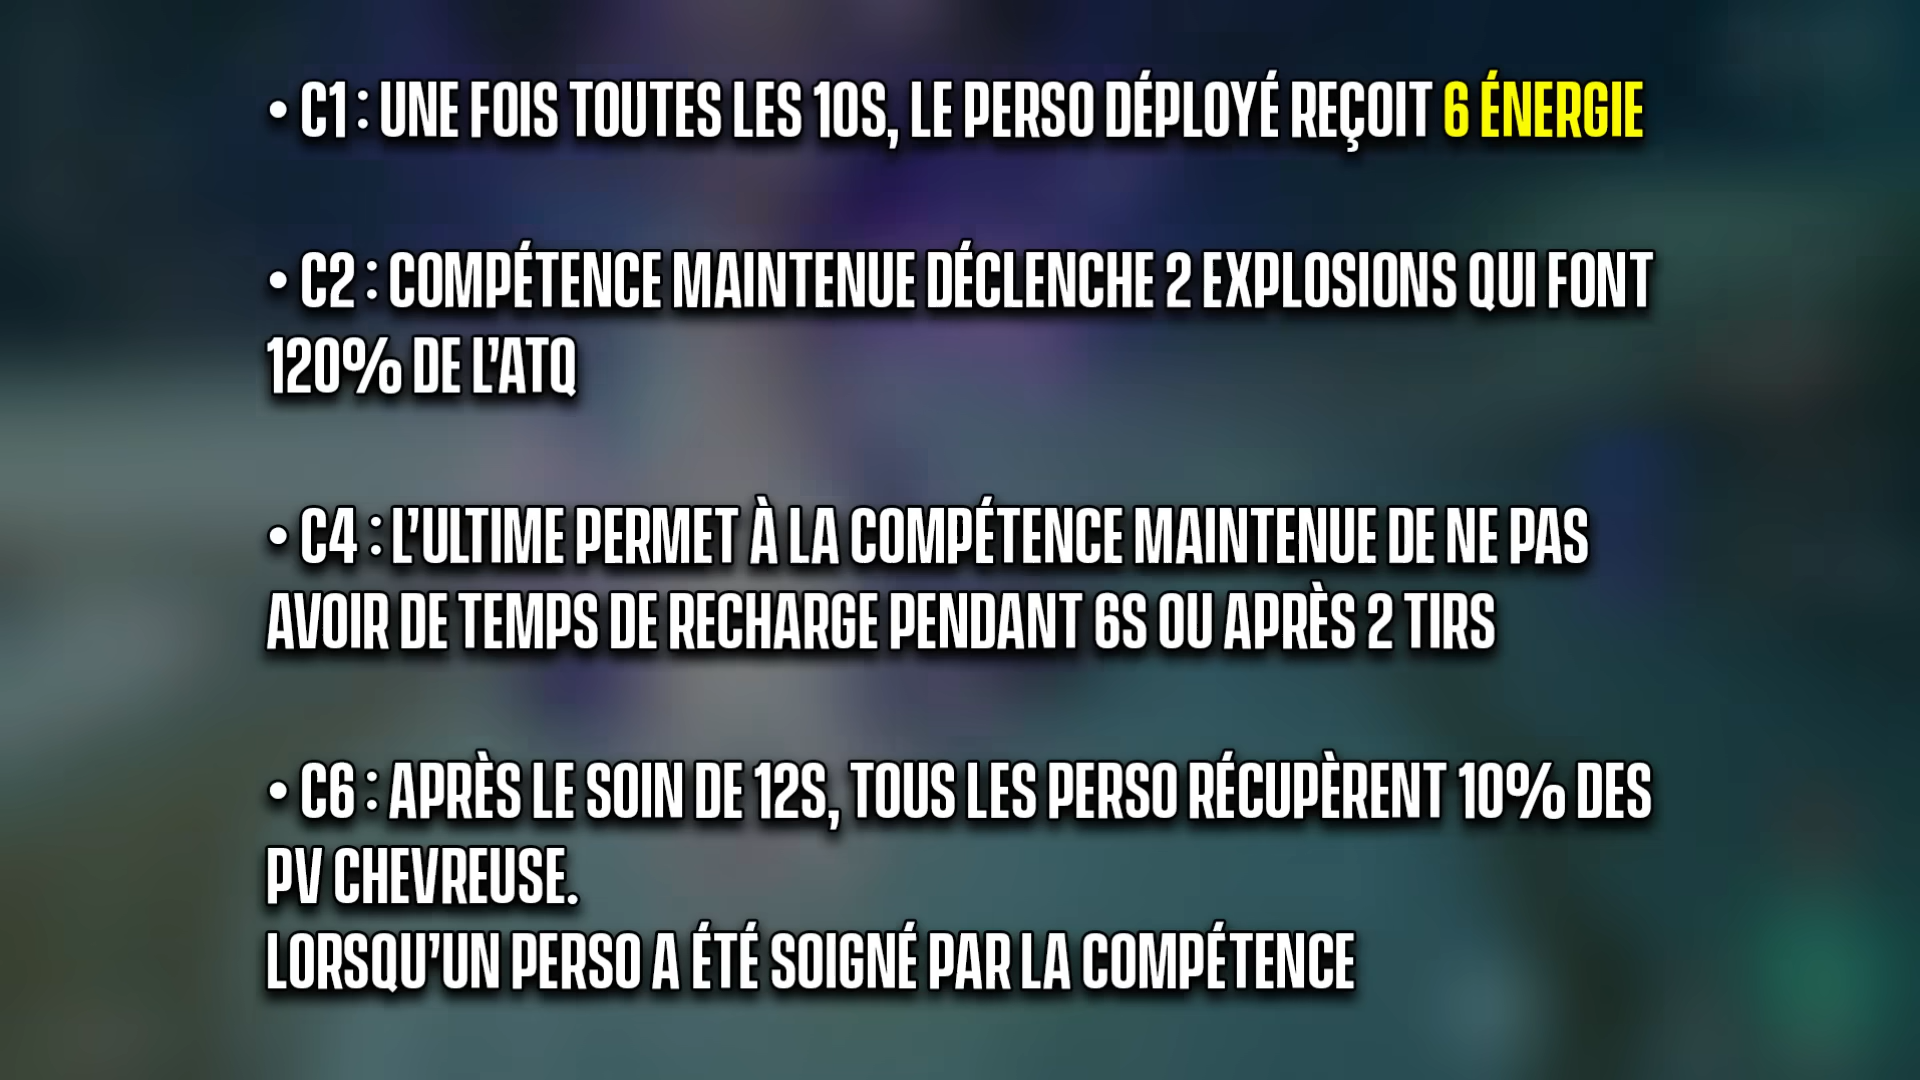 • C1 : UNE FOIS TOUTES LES 10S, LE PERSO DÉPLOYÉ REÇOIT 6 ÉNERGIE
• C2 : COMPÉTENCE MAINTENUE DÉCLENCHE 2 EXPLOSIONS QUI FONT
120% DE L'ATQ
• C4 : L'ULTIME PERMET À LA COMPÉTENCE MAINTENUE DE NE PAS
AVOIR DE TEMPS DE RECHARGE PENDANT 6S OU APRÈS 2 TIRS
• C6 : APRÈS LE SOIN DE 12S, TOUS LES PERSO RÉCUPÈRENT 10% DES
PV CHEVREUSE.
LORSQU'UN PERSO A ÉTÉ SOIGNÉ PAR LA COMPÉTENCE